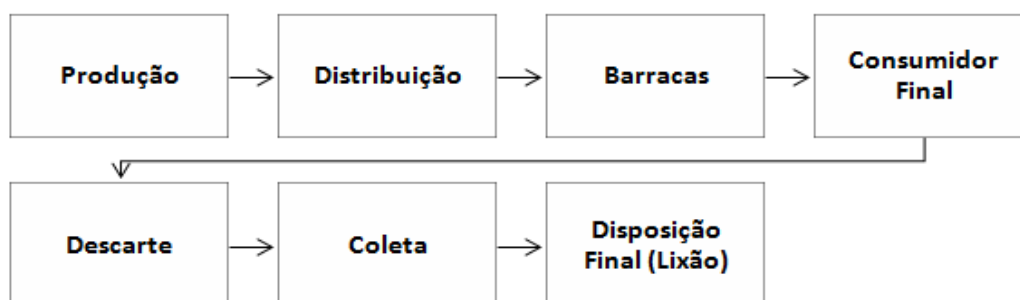 Produção
Distribuição
Barracas
Consumidor
Final
Descarte
Coleta
Disposição
Final (Lixão)